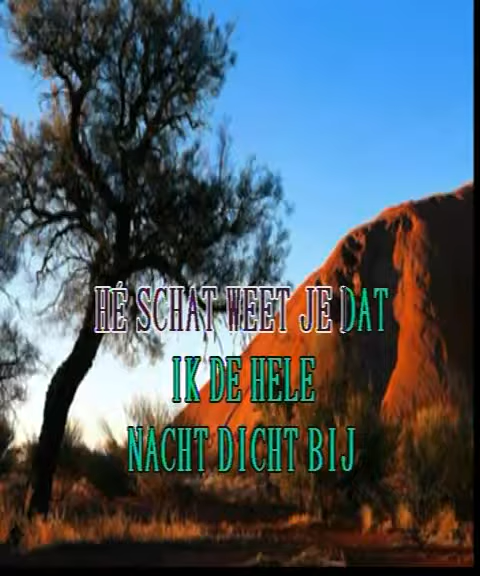 HÉ SCHAT WEET JE DAT
IK DE HELE
NACHT DICHT BIJ